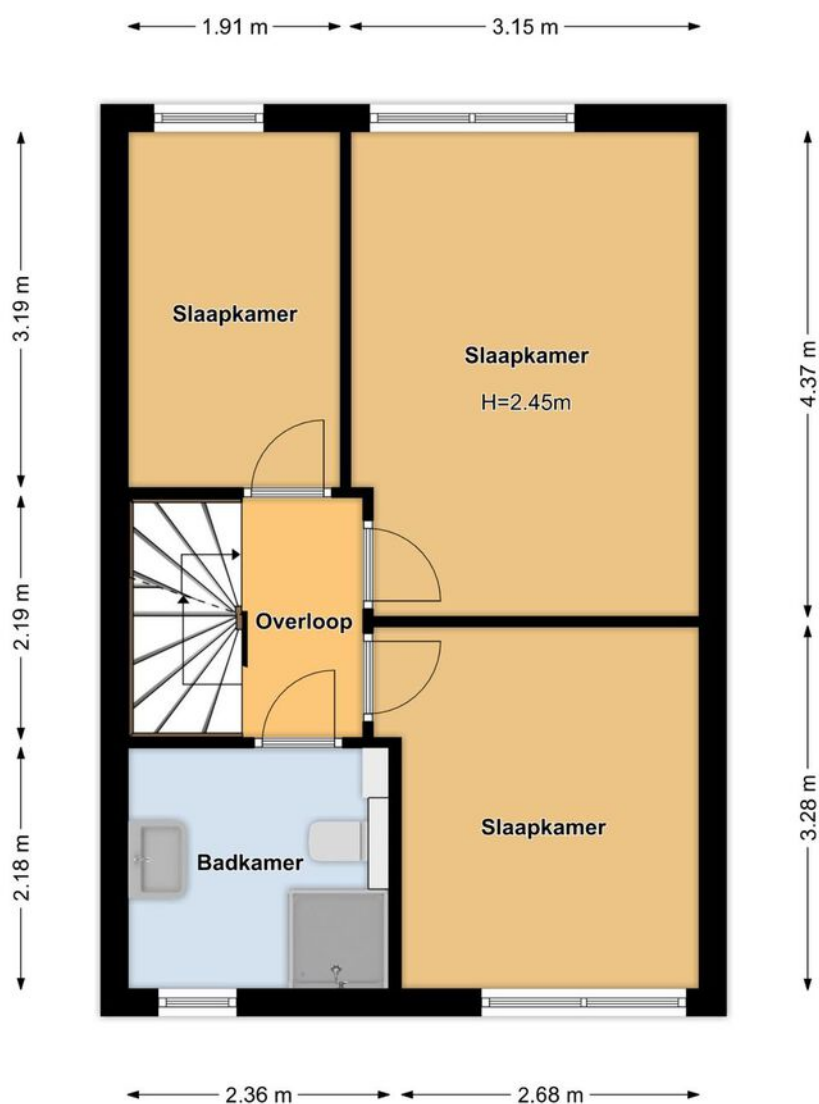 1.91 m
3.15 m
3.19 m
Slaapkamer
Slaapkamer
H=2.45m
4.37 m
2.19 m
Overloop
2.18 m
Badkamer
Slaapkamer
3.28 m
2.36 m
2.68 m